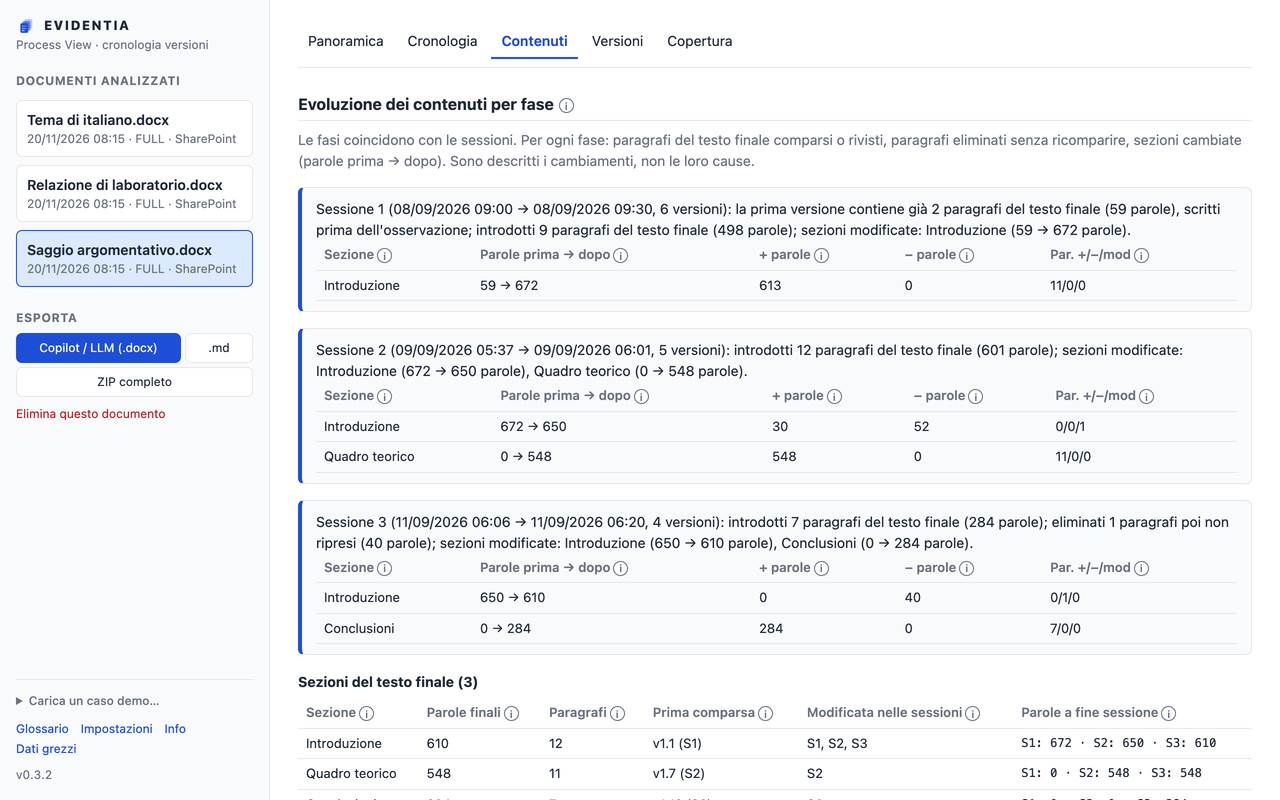 EVIDENTIA
Process View · cronologia versioni
DOCUMENTI ANALIZZATI
Tema di italiano.docx
20/11/2026 08:15 · FULL · SharePoint
Relazione di laboratorio.docx
20/11/2026 08:15 · FULL · SharePoint
Saggio argomentativo.docx
20/11/2026 08:15 · FULL · SharePoint
ESPORTA
Copilot / LLM (.docx) .md
ZIP completo
Elimina questo documento
▶ Carica un caso demo...
Glossario Impostazioni Info
Dati grezzi
v0.3.2
Panoramica Cronologia Contenuti Versioni Copertura
Evoluzione dei contenuti per fase ⓘ
Le fasi coincidono con le sessioni. Per ogni fase: paragrafi del testo finale comparsi o rivisti, paragrafi eliminati senza ricomparire, sezioni cambiate
(parole prima → dopo). Sono descritti i cambiamenti, non le loro cause.
Sessione 1 (08/09/2026 09:00 → 08/09/2026 09:30, 6 versioni): la prima versione contiene già 2 paragrafi del testo finale (59 parole), scritti
prima dell'osservazione; introdotti 9 paragrafi del testo finale (498 parole); sezioni modificate: Introduzione (59 → 672 parole).
Sezione ⓘ Parole prima → dopo ⓘ + parole ⓘ − parole ⓘ Par. +/−/mod ⓘ
Introduzione 59 → 672 613 0 11/0/0
Sessione 2 (09/09/2026 05:37 → 09/09/2026 06:01, 5 versioni): introdotti 12 paragrafi del testo finale (601 parole); sezioni modificate:
Introduzione (672 → 650 parole), Quadro teorico (0 → 548 parole).
Sezione ⓘ Parole prima → dopo ⓘ + parole ⓘ − parole ⓘ Par. +/−/mod ⓘ
Introduzione 672 → 650 30 52 0/0/1
Quadro teorico 0 → 548 548 0 11/0/0
Sessione 3 (11/09/2026 06:06 → 11/09/2026 06:20, 4 versioni): introdotti 7 paragrafi del testo finale (284 parole); eliminati 1 paragrafi poi non
ripresi (40 parole); sezioni modificate: Introduzione (650 → 610 parole), Conclusioni (0 → 284 parole).
Sezione ⓘ Parole prima → dopo ⓘ + parole ⓘ − parole ⓘ Par. +/−/mod ⓘ
Introduzione 650 → 610 0 40 0/1/0
Conclusioni 0 → 284 284 0 7/0/0
Sezioni del testo finale (3)
Sezione ⓘ Parole finali ⓘ Paragrafi ⓘ Prima comparsa ⓘ Modificata nelle sessioni ⓘ Parole a fine sessione ⓘ
Introduzione 610 12 v1.1 (S1) S1, S2, S3 S1: 672 · S2: 650 · S3: 610
Quadro teorico 548 11 v1.7 (S2) S2 S1: 0 · S2: 548 · S3: 548